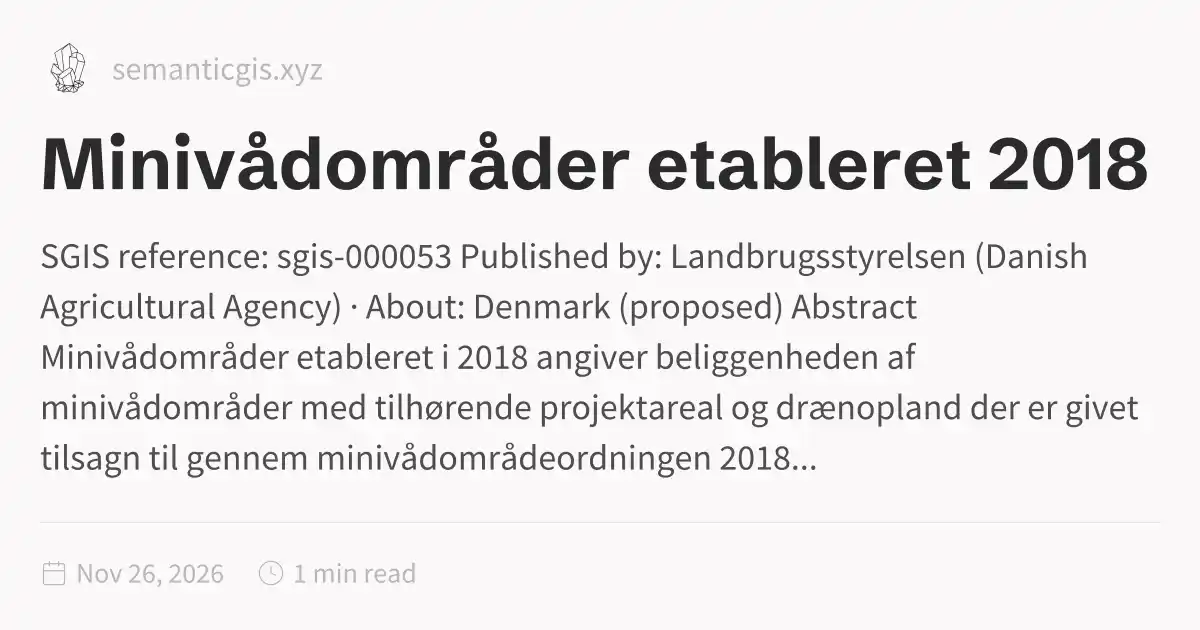 semanticgis.xyz
Minivådområder etableret 2018
SGIS reference: sgis-000053 Published by: Landbrugsstyrelsen (Danish
Agricultural Agency) · About: Denmark (proposed) Abstract
Minivådområder etableret i 2018 angiver beliggenheden af
minivådområder med tilhørende projektareal og drænopland der er givet
tilsagn til gennem minivådområdeordningen 2018...
Nov 26, 2026 1 min read